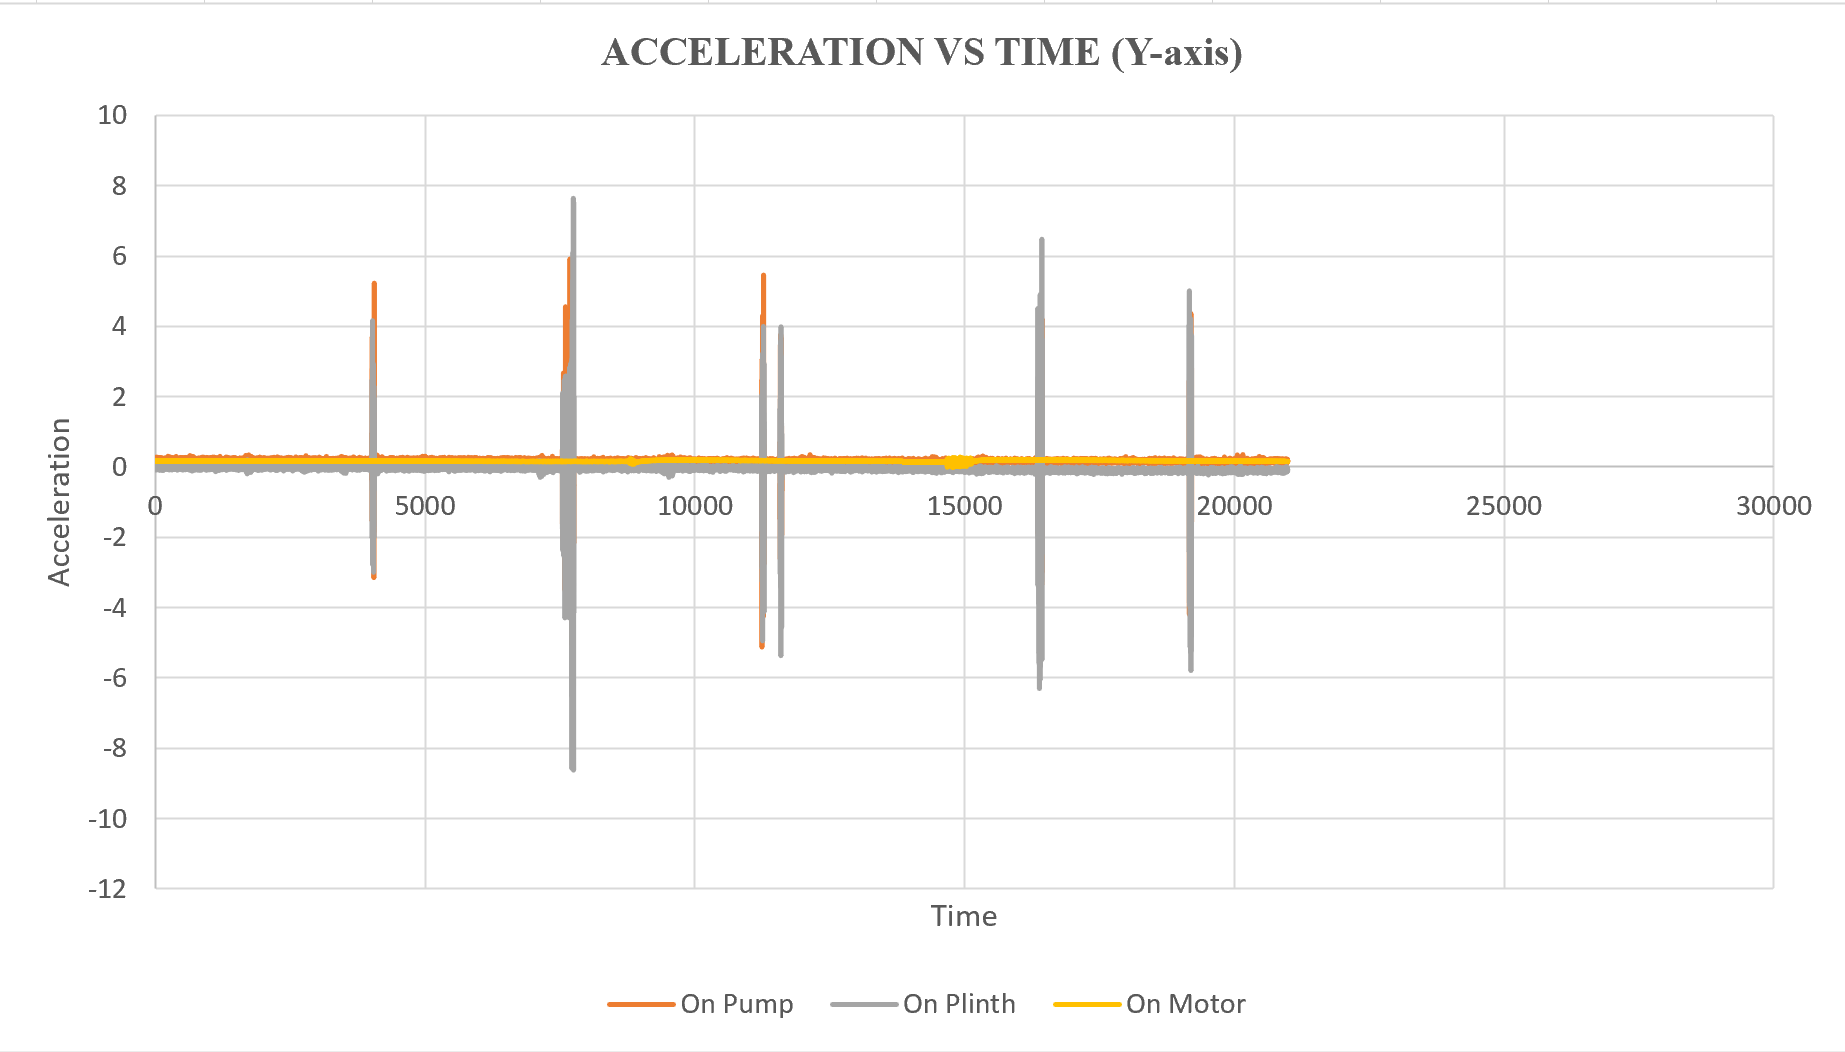 ACCELERATION VS TIME (Y-axis)
10
8
6
4
2
0
-2
-4
-6
-8
-10
-12
Acceleration
0 5000 10000 15000 20000 25000 30000
Time
On Pump On Plinth On Motor